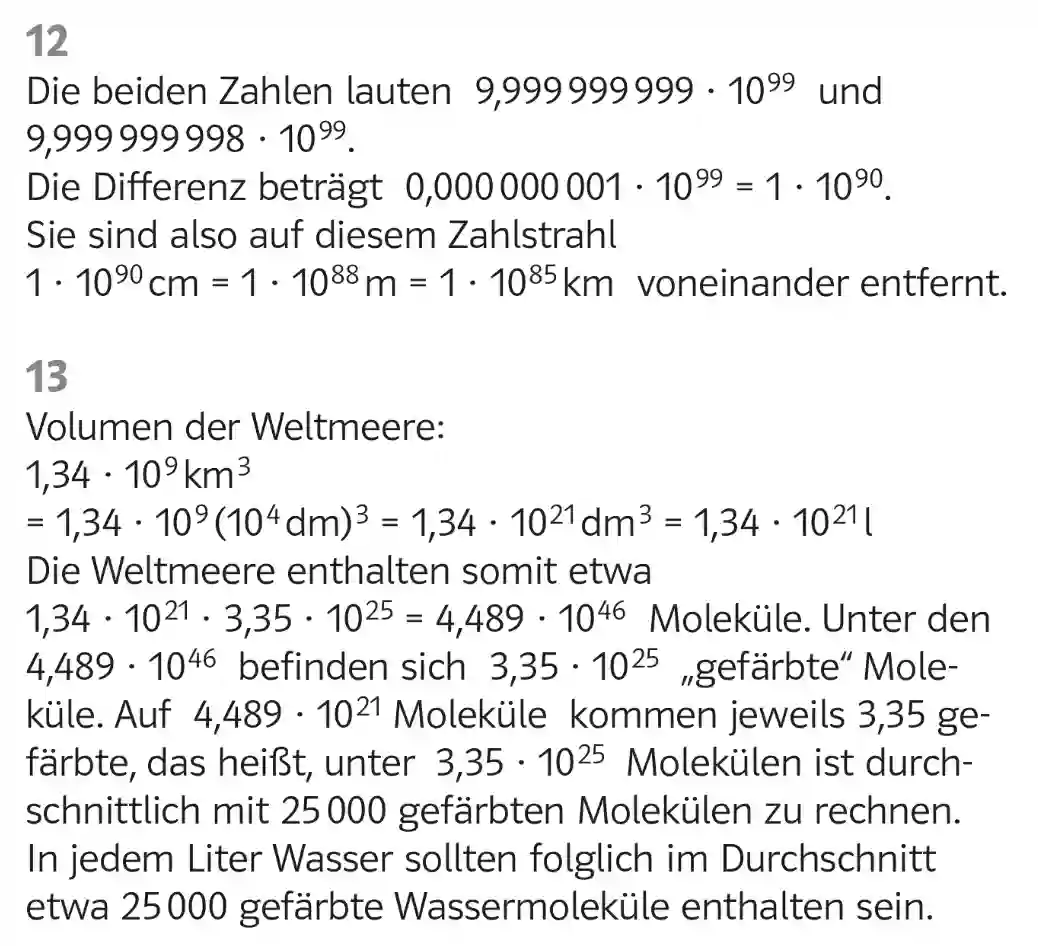 12
Die beiden Zahlen lauten 9,999 999 999 · 10⁹⁹ und
9,999 999 998 · 10⁹⁹.
Die Differenz beträgt 0,000 000 001 · 10⁹⁹ = 1 · 10⁹⁰.
Sie sind also auf diesem Zahlstrahl
1 · 10⁹⁰ cm = 1 · 10⁸⁸ m = 1 · 10⁸⁵ km voneinander entfernt.
13
Volumen der Weltmeere:
1,34 · 10⁹ km³
= 1,34 · 10⁹ (10⁴ dm)³ = 1,34 · 10²¹ dm³ = 1,34 · 10²¹ l
Die Weltmeere enthalten somit etwa
1,34 · 10²¹ · 3,35 · 10²⁵ = 4,489 · 10⁴⁶ Moleküle. Unter den
4,489 · 10⁴⁶ befinden sich 3,35 · 10²⁵ „gefärbte“ Mole-
küle. Auf 4,489 · 10²¹ Moleküle kommen jeweils 3,35 ge-
färbte, das heißt, unter 3,35 · 10²⁵ Molekülen ist durch-
schnittlich mit 25 000 gefärbten Molekülen zu rechnen.
In jedem Liter Wasser sollten folglich im Durchschnitt
etwa 25 000 gefärbte Wassermoleküle enthalten sein.